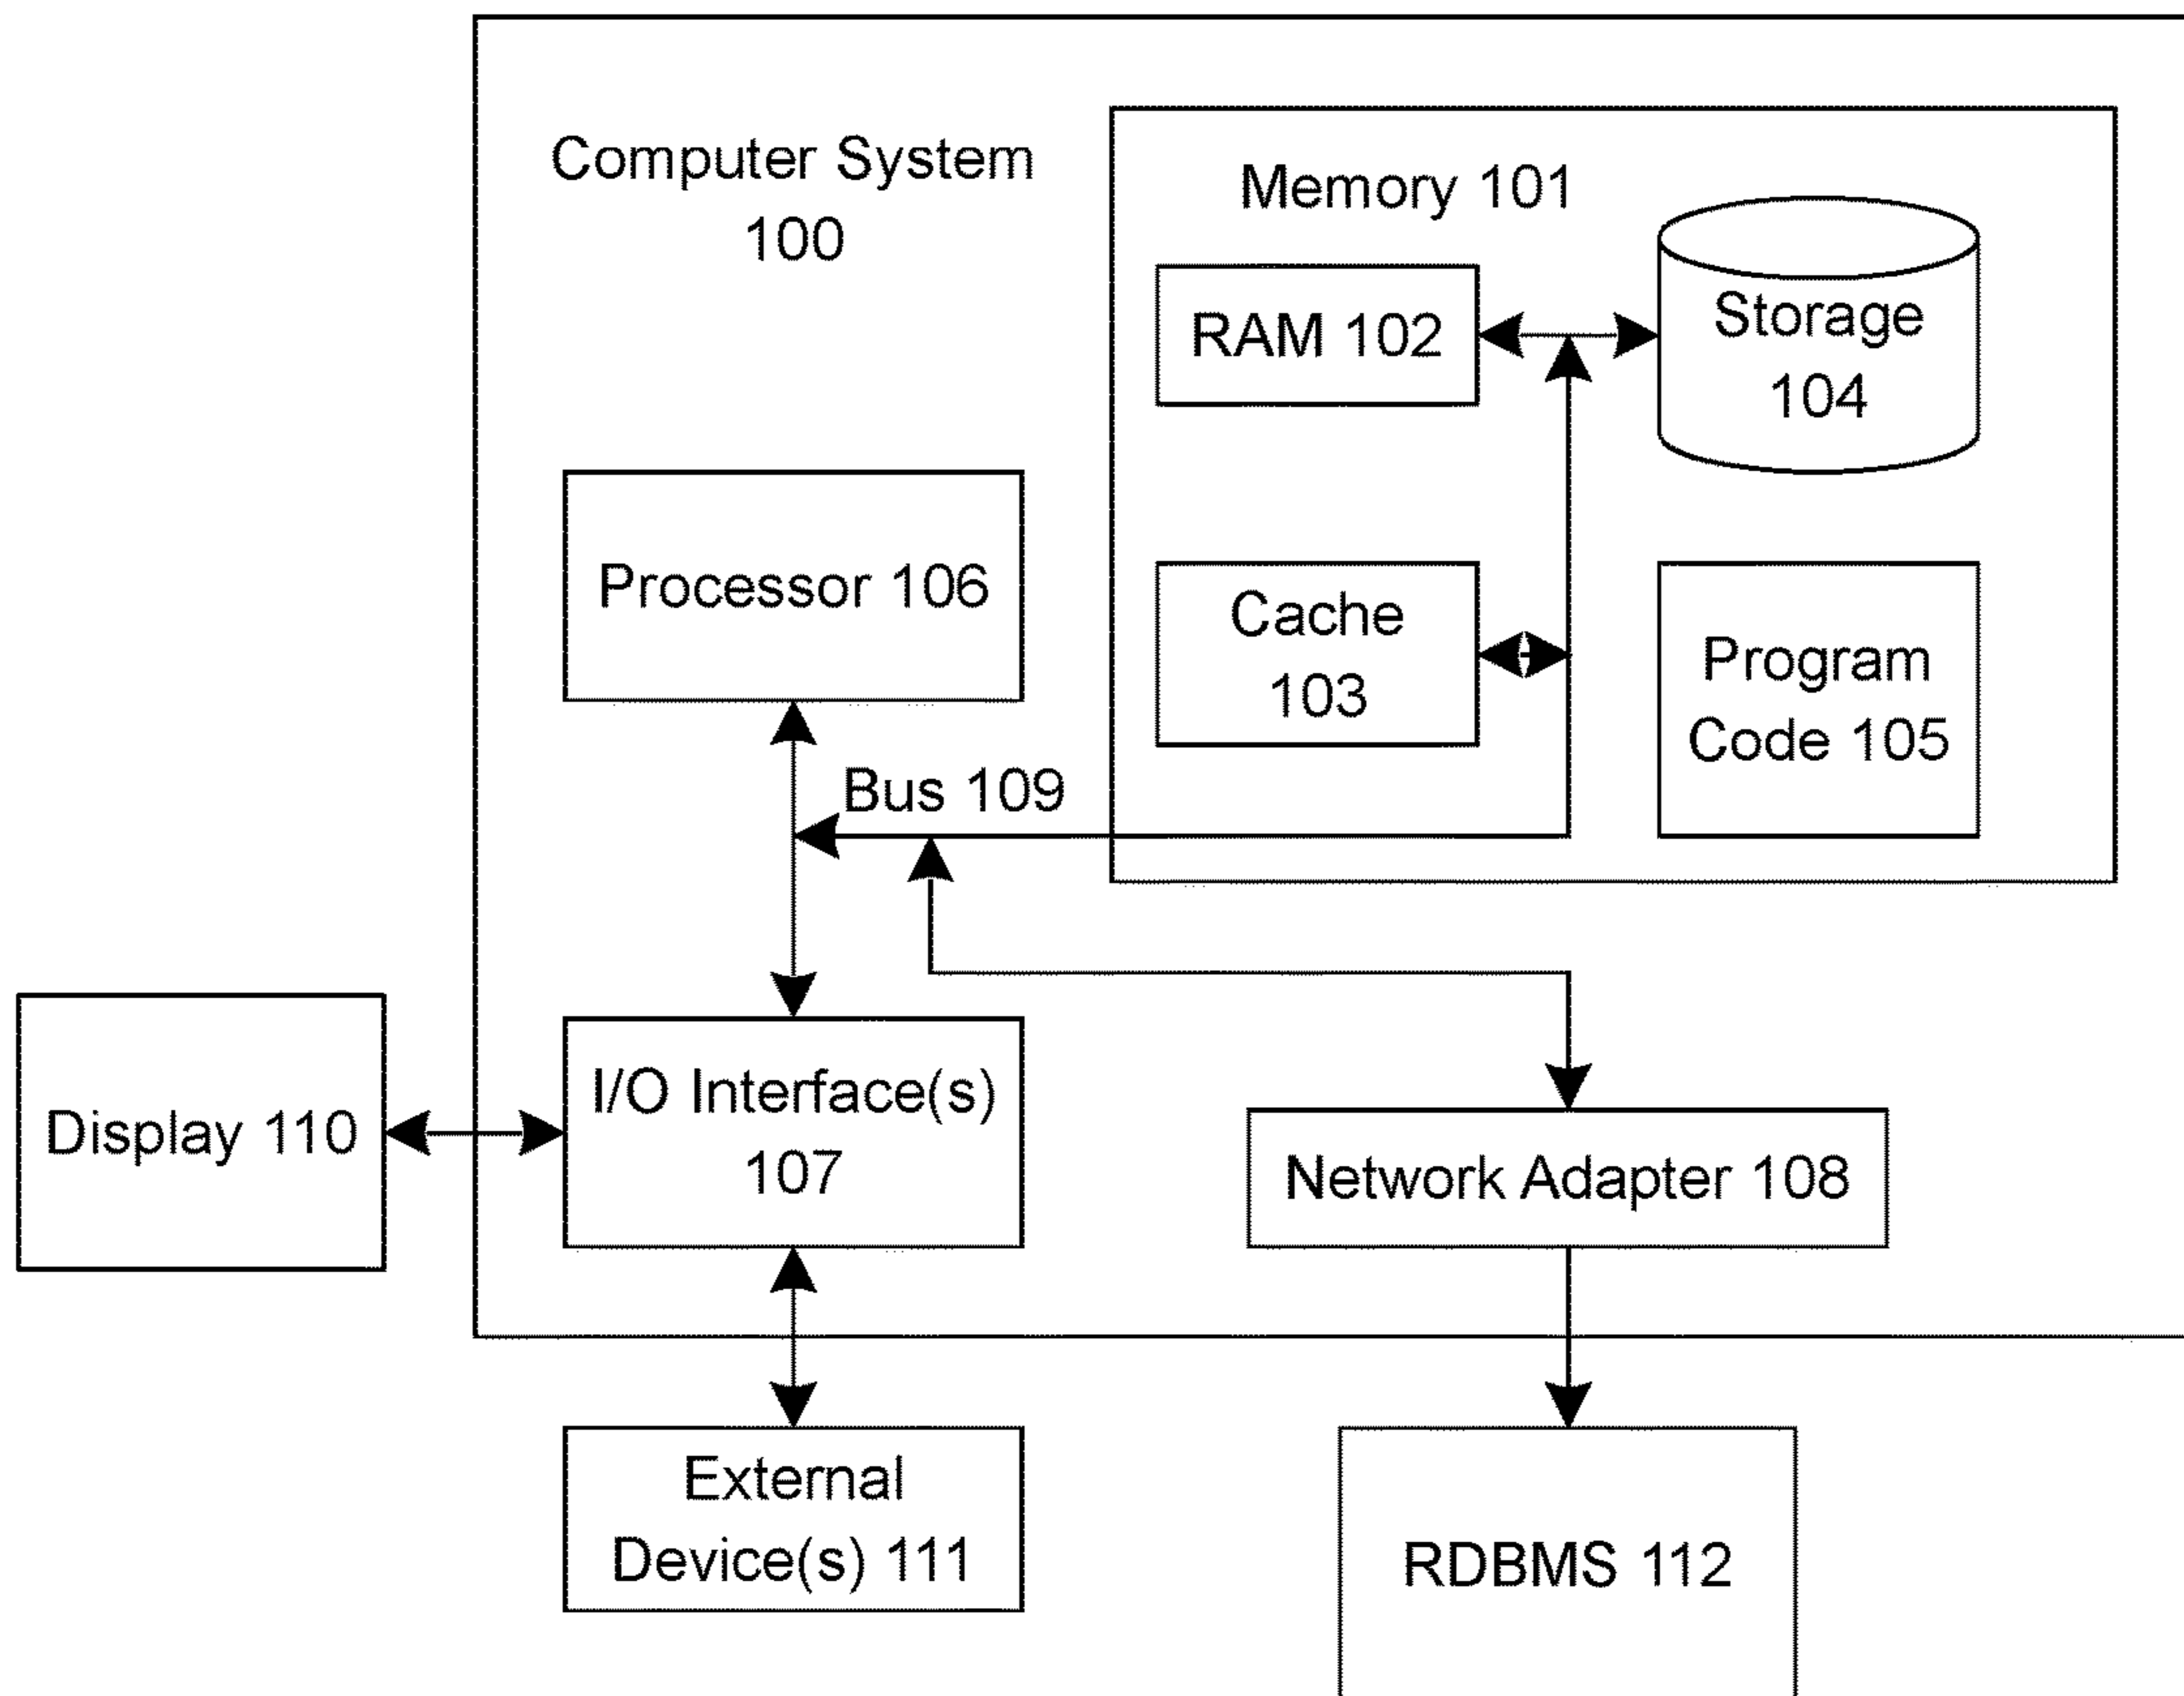 Computer System
100
Memory 101
RAM 102
Storage
104
Processor 106
Cache
103
Program
Code 105
Bus 109
Display 110
I/O Interface(s)
107
Network Adapter 108
External
Device(s) 111
RDBMS 112